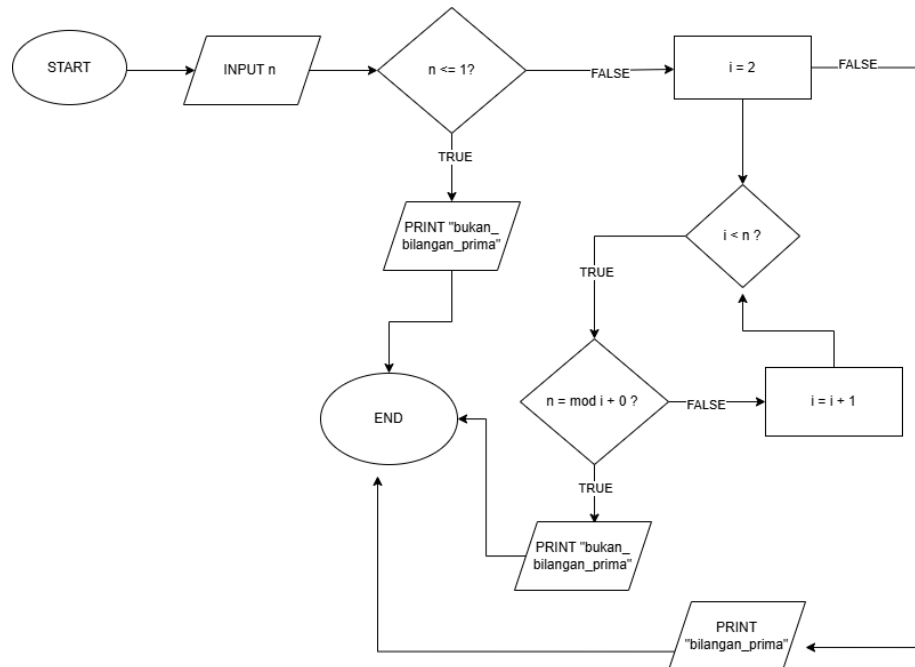 START
INPUT n
n <= 1?
FALSE
i = 2
FALSE
TRUE
PRINT "bukan_
bilangan_prima"
i < n ?
TRUE
END
n = mod i + 0 ?
FALSE
i = i + 1
TRUE
PRINT "bukan_
bilangan_prima"
PRINT
"bilangan_prima"